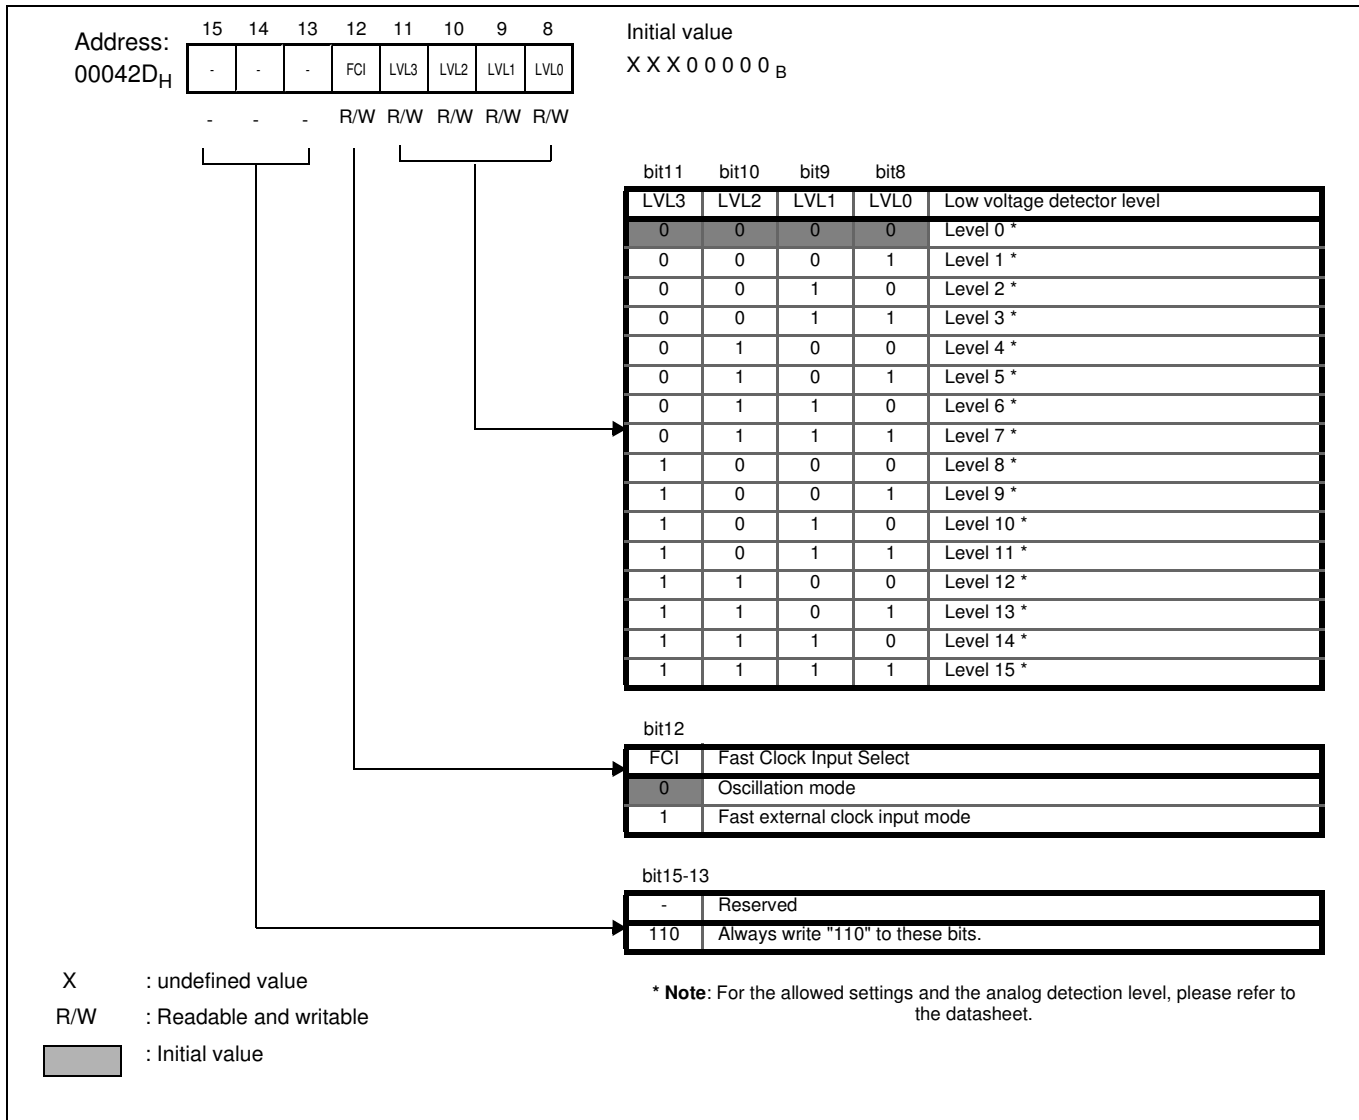 15 14 13 12 11 10 9 8
Address:
00042DH
- - - FCI LVL3 LVL2 LVL1 LVL0
- - - R/W R/W R/W R/W R/W
Initial value
X X X 0 0 0 0 0 B
bit11 bit10 bit9 bit8
LVL3 LVL2 LVL1 LVL0 Low voltage detector level
0 0 0 0 Level 0 *
0 0 0 1 Level 1 *
0 0 1 0 Level 2 *
0 0 1 1 Level 3 *
0 1 0 0 Level 4 *
0 1 0 1 Level 5 *
0 1 1 0 Level 6 *
0 1 1 1 Level 7 *
1 0 0 0 Level 8 *
1 0 0 1 Level 9 *
1 0 1 0 Level 10 *
1 0 1 1 Level 11 *
1 1 0 0 Level 12 *
1 1 0 1 Level 13 *
1 1 1 0 Level 14 *
1 1 1 1 Level 15 *
bit12
FCI Fast Clock Input Select
0 Oscillation mode
1 Fast external clock input mode
bit15-13
- Reserved
110 Always write "110" to these bits.
X : undefined value
R/W : Readable and writable
: Initial value
* Note: For the allowed settings and the analog detection level, please refer to
the datasheet.